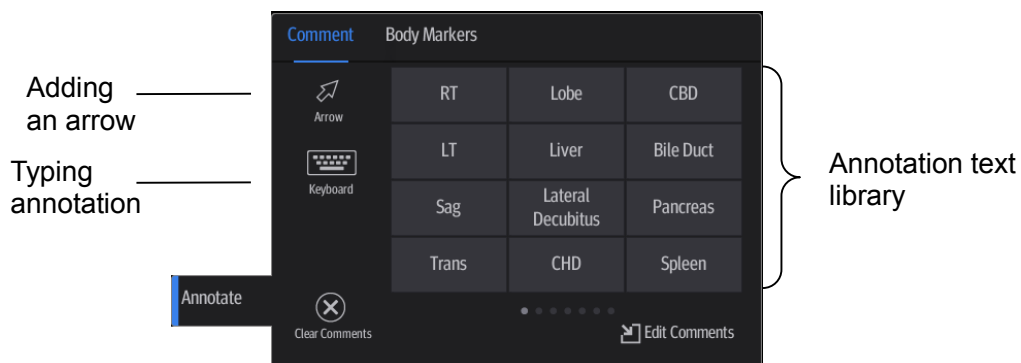 Comment Body Markers
Adding
an arrow
Arrow
RT Lobe CBD
Typing
annotation
Keyboard
LT Liver Bile Duct
Sag Lateral
Decubitus Pancreas
Trans CHD Spleen
Annotation text
library
Annotate
Clear Comments
Edit Comments